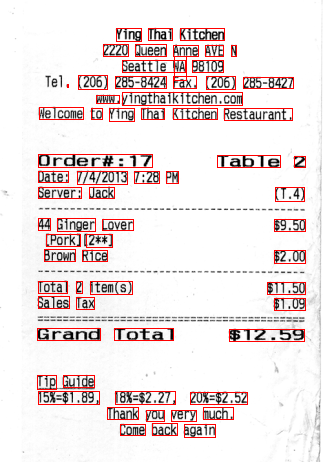 Ying Thai Kitchen
2220 Queen Anne AVE N
Seattle WA 98109
Tel. (206) 285-8424 Fax. (206) 285-8427
www.yingthaikitchen.com
Welcome to Ying Thai Kitchen Restaurant.
Order#:17 Table 2
Date: 7/4/2013 7:28 PM
Server: Jack (T.4)
44 Ginger Lover $9.50
[Pork][2**]
Brown Rice $2.00
Total 2 item(s) $11.50
Sales Tax $1.09
Grand Total $12.59
Tip Guide
15%=$1.89, 18%=$2.27, 20%=$2.52
Thank you very much.
Come back again